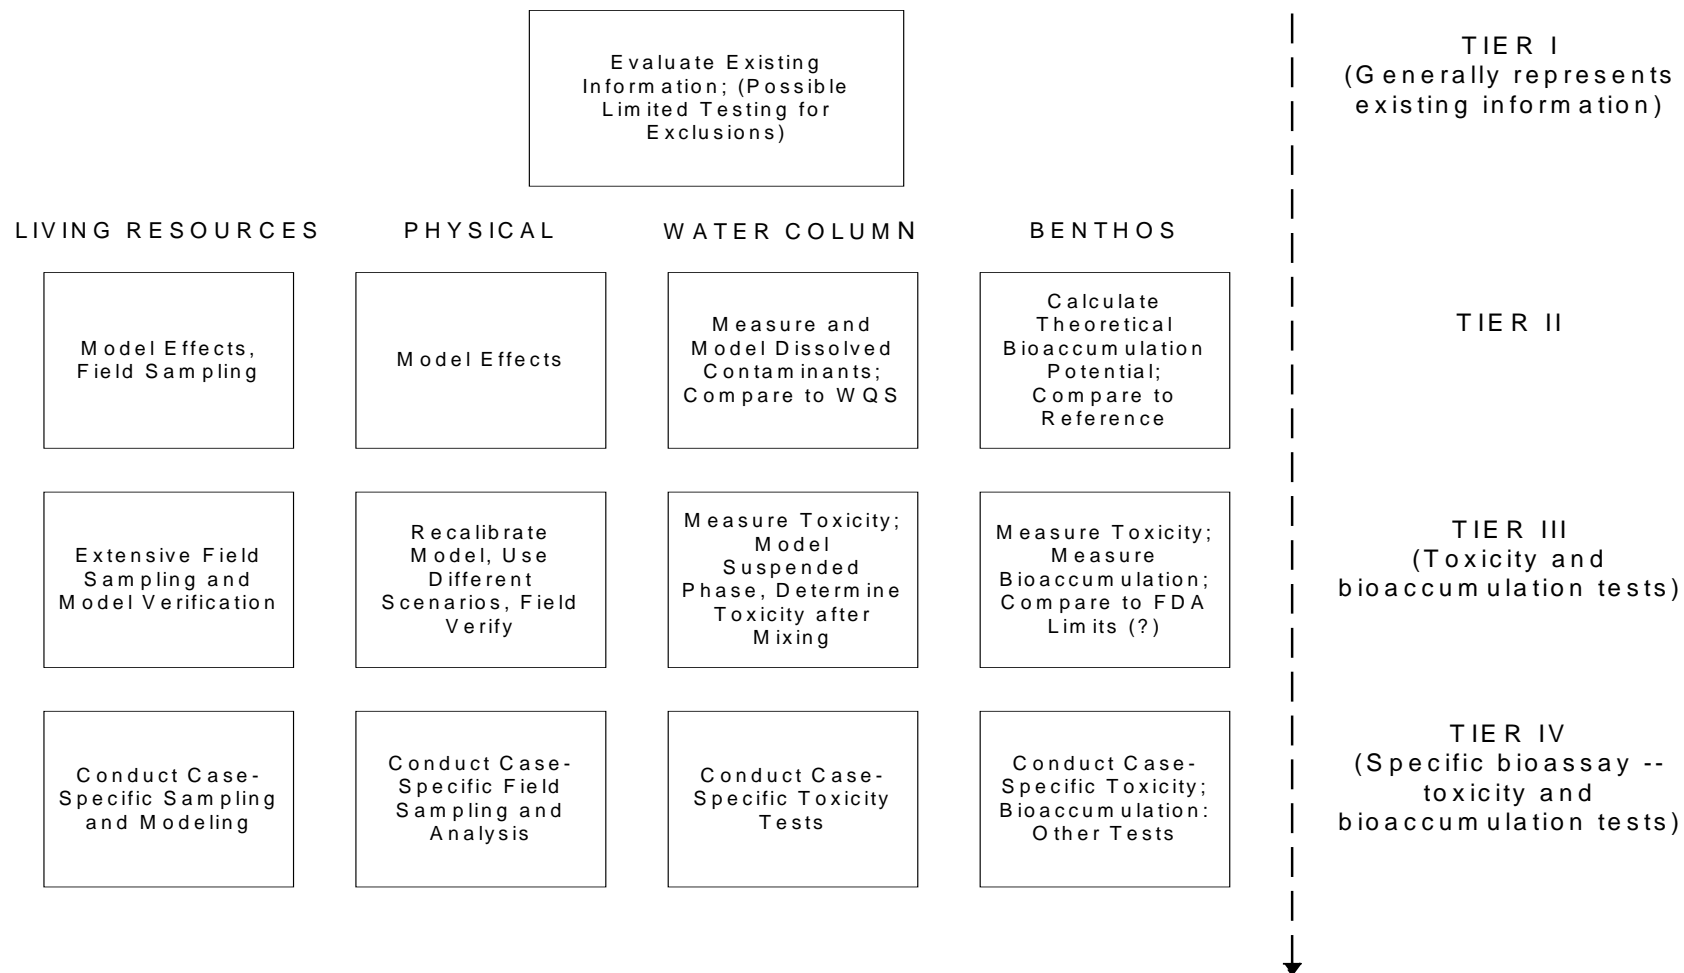 Evaluate Existing
Information; (Possible
Limited Testing for
Exclusions)
TIER I
(Generally represents
existing information)
LIVING RESOURCES
PHYSICAL
WATER COLUMN
BENTHOS
Model Effects,
Field Sampling
Model Effects
Measure and
Model Dissolved
Contaminants;
Compare to WQS
Calculate
Theoretical
Bioaccumulation
Potential;
Compare to
Reference
TIER II
Extensive Field
Sampling and
Model Verification
Recalibrate
Model, Use
Different
Scenarios, Field
Verify
Measure Toxicity;
Model
Suspended
Phase, Determine
Toxicity after
Mixing
Measure Toxicity;
Measure
Bioaccumulation;
Compare to FDA
Limits (?)
TIER III
(Toxicity and
bioaccumulation tests)
Conduct Case-
Specific Sampling
and Modeling
Conduct Case-
Specific Field
Sampling and
Analysis
Conduct Case-
Specific Toxicity
Tests
Conduct Case-
Specific Toxicity;
Bioaccumulation:
Other Tests
TIER IV
(Specific bioassay --
toxicity and
bioaccumulation tests)